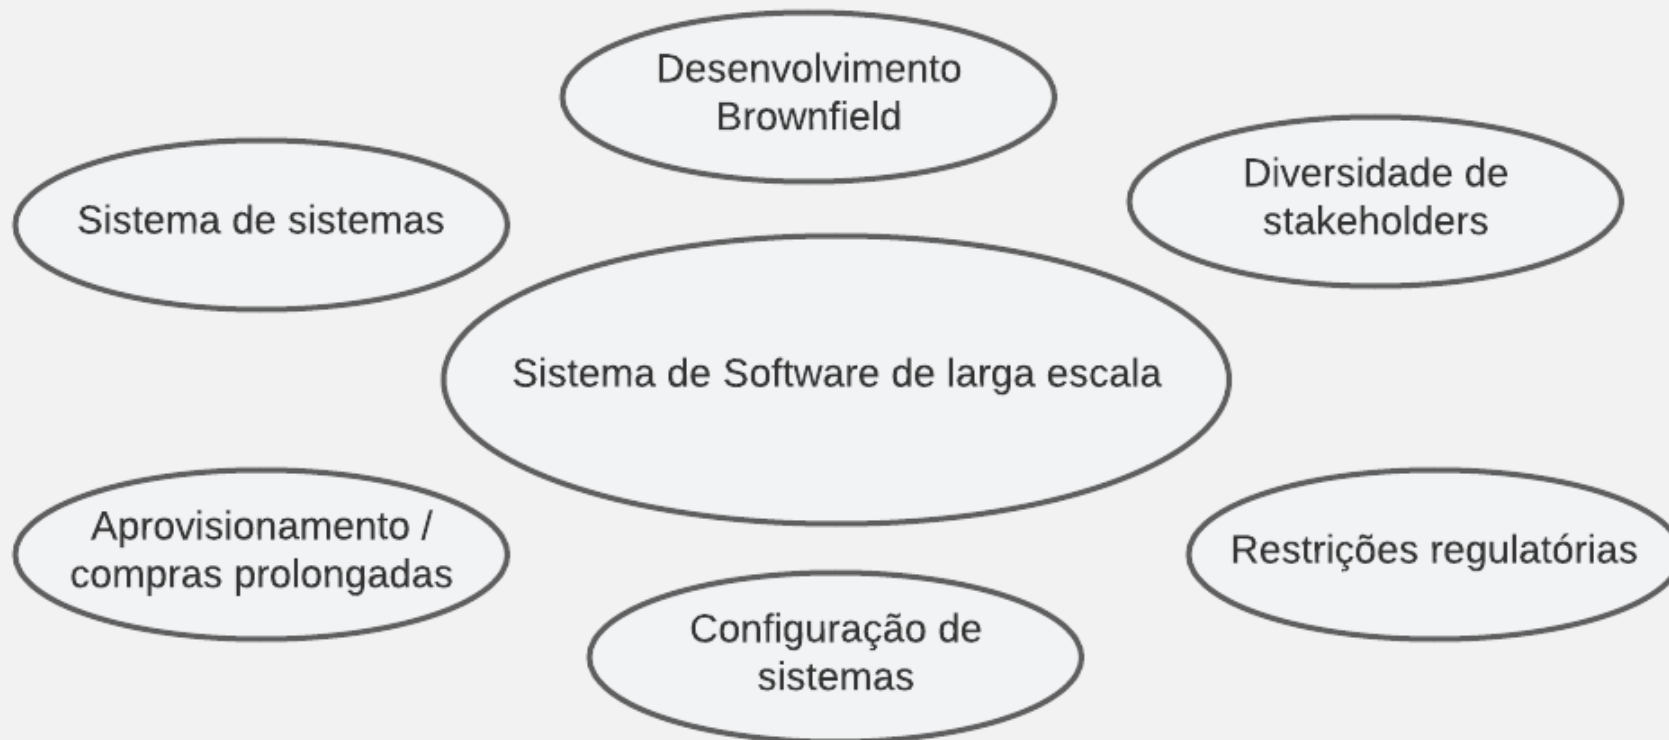 Desenvolvimento
Brownfield
Diversidade de
stakeholders
Sistema de sistemas
Sistema de Software de larga escala
Aprovisionamento /
compras prolongadas
Restrições regulatórias
Configuração de
sistemas